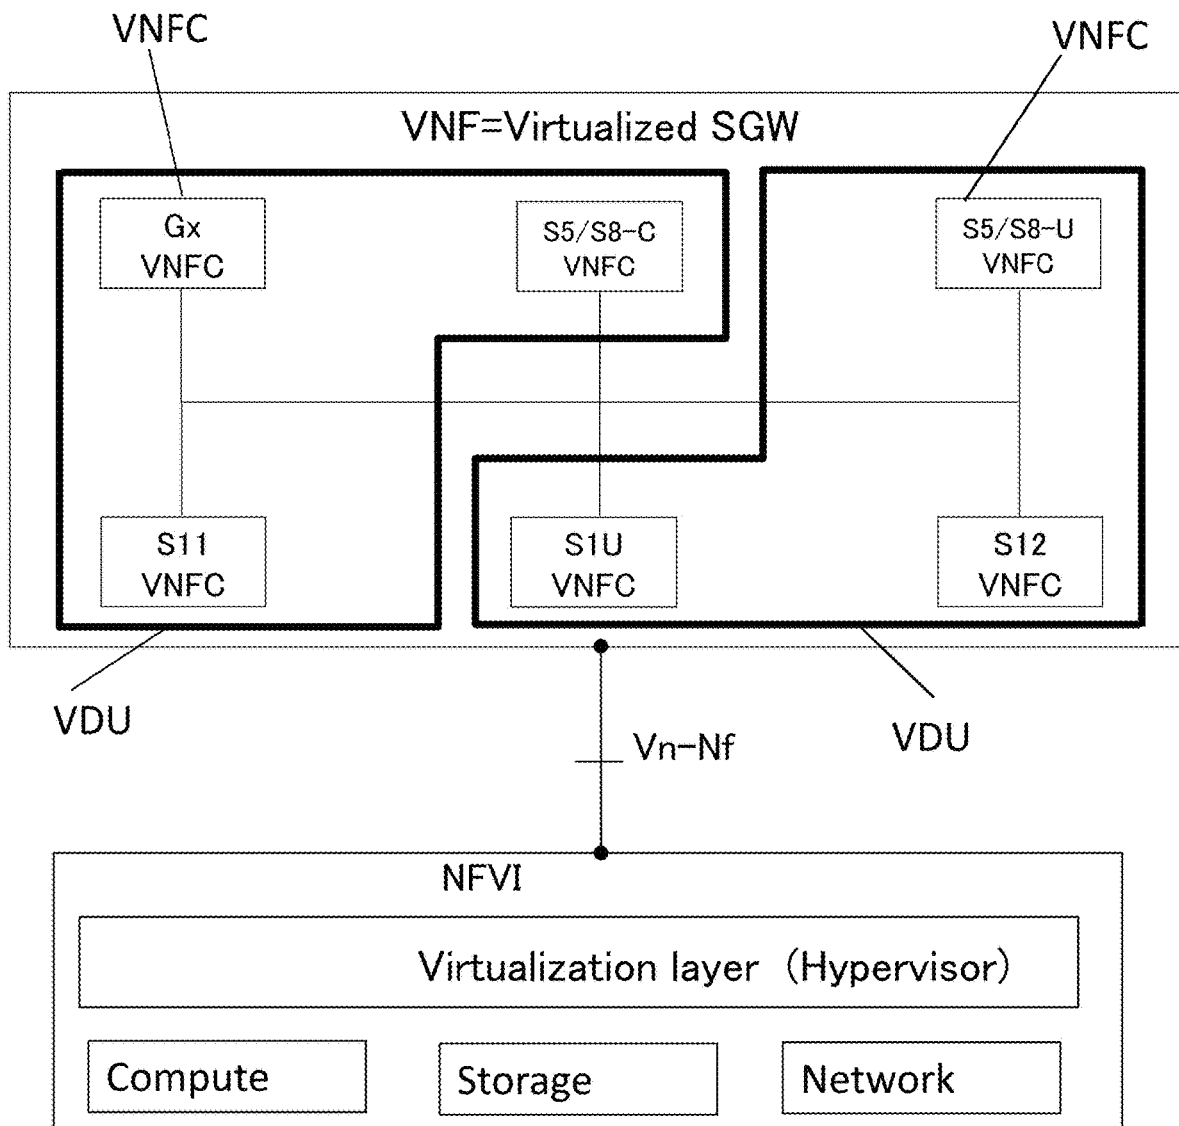 VNFC
VNFC
VNF=Virtualized SGW
Gx
VNFC
S5/S8-C
VNFC
S5/S8-U
VNFC
S11
VNFC
S1U
VNFC
S12
VNFC
VDU
VDU
Vn-Nf
NFVI
Virtualization layer (Hypervisor)
Compute
Storage
Network